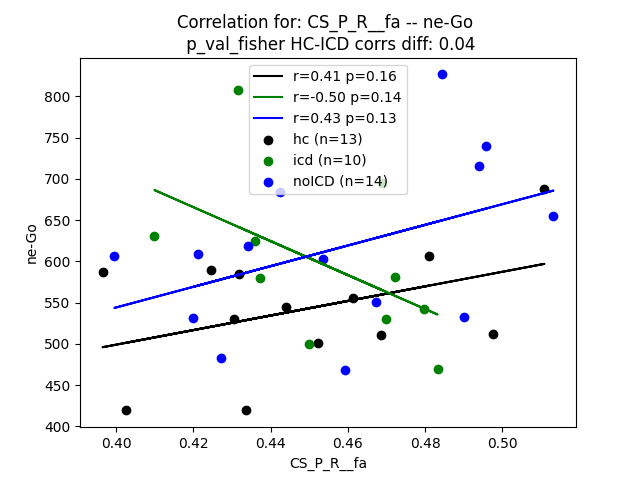 Correlation for: CS_P_R__fa -- ne-Go
p_val_fisher HC-ICD corrs diff: 0.04
r=0.41 p=0.16
r=-0.50 p=0.14
r=0.43 p=0.13
hc (n=13)
icd (n=10)
noICD (n=14)
ne-Go
800
750
700
650
600
550
500
450
400
0.40 0.42 0.44 0.46 0.48 0.50
CS_P_R__fa